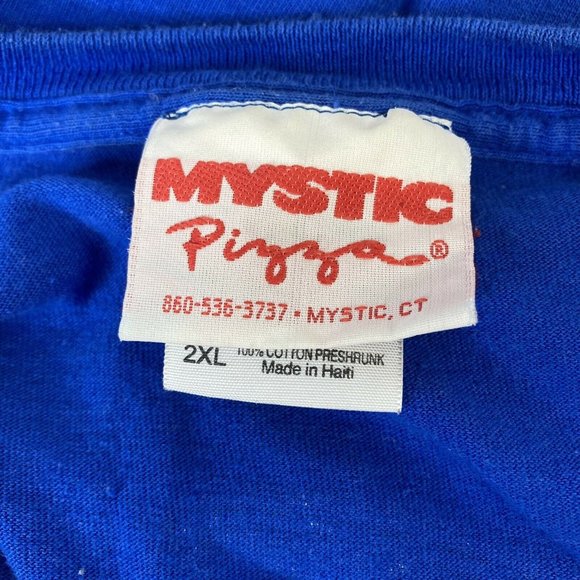 MYSTIC
Pizza®
860-536-3737 • MYSTIC, CT
2XL 100% COTTON PRESHRUNK
Made in Haiti